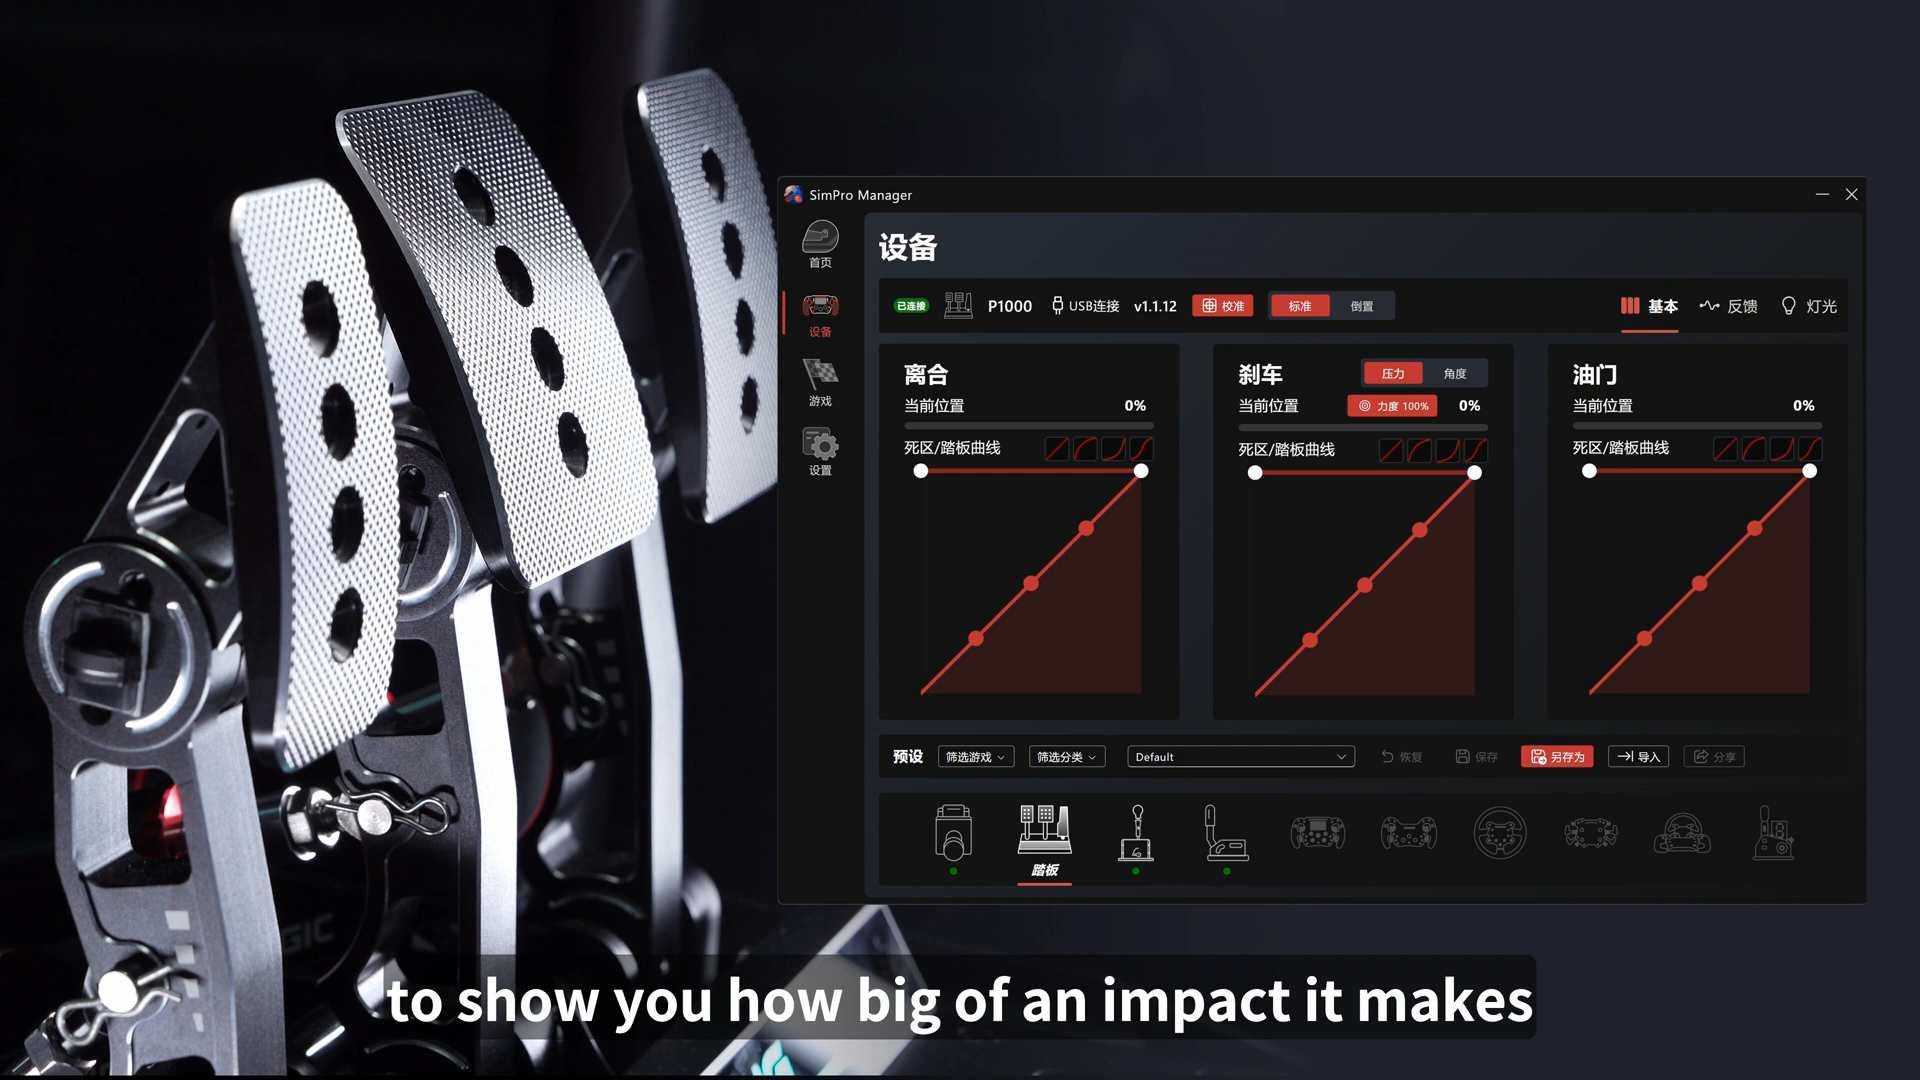 SimPro Manager
首页
设备
游戏
设置
设备
已连接
P1000
USB连接
v1.1.12
校准
标准
倒置
基本
反馈
灯光
离合
当前位置
0%
死区/踏板曲线
刹车
压力
角度
当前位置
力度 100%
0%
死区/踏板曲线
油门
当前位置
0%
死区/踏板曲线
预设
筛选游戏
筛选分类
Default
恢复
保存
另存为
导入
分享
踏板
GIC
to show you how big of an impact it makes